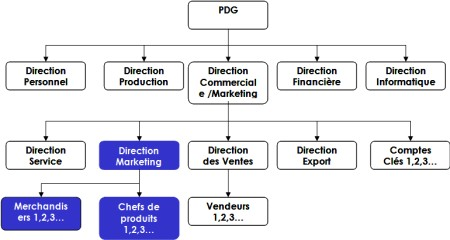 PDG
Direction
Personnel
Direction
Production
Direction
Commercial
e /Marketing
Direction
Financière
Direction
Informatique
Direction
Service
Direction
Marketing
Direction
des Ventes
Direction
Export
Comptes
Clés 1,2,3…
Merchandis
ers 1,2,3…
Chefs de
produits
1,2,3…
Vendeurs
1,2,3…